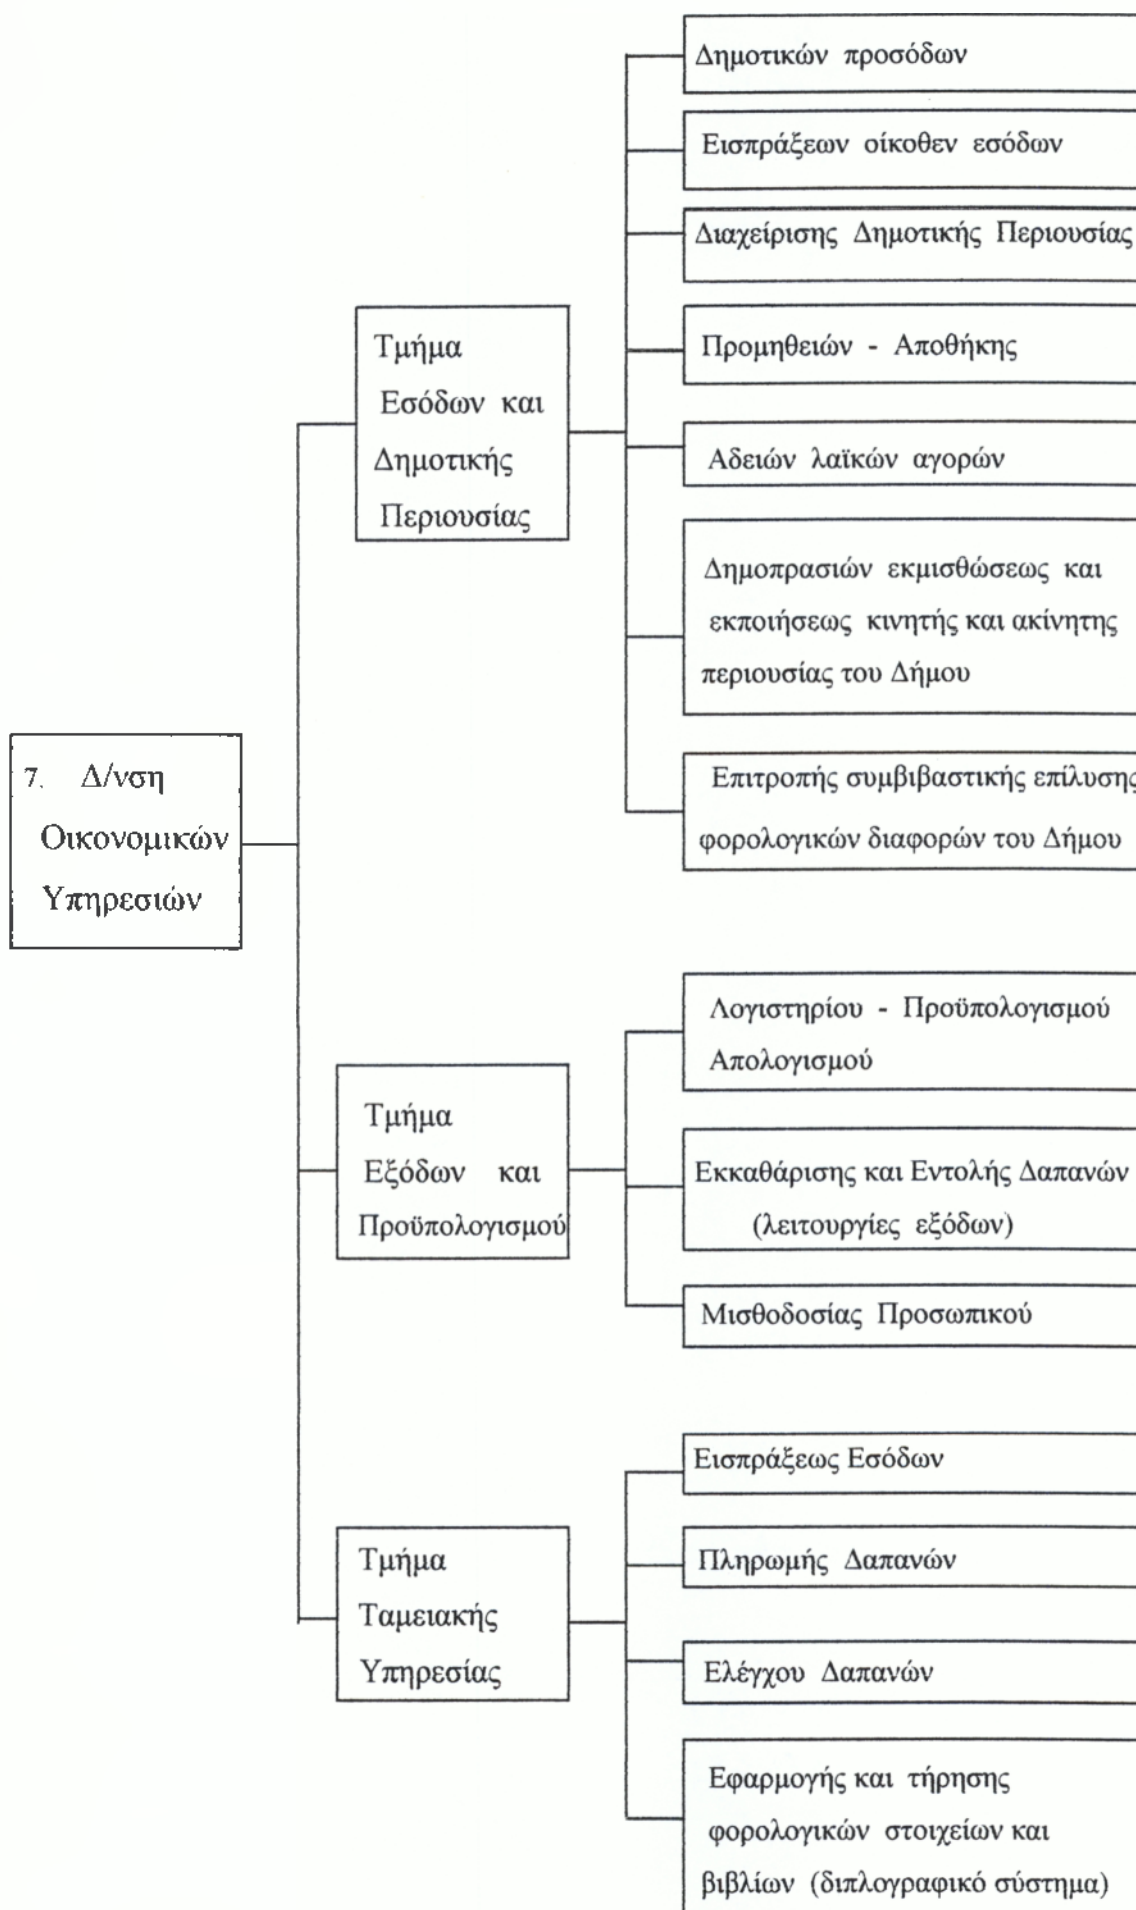 Δημοτικών προσόδων
Εισπράξεων οίκοθεν εσόδων
Διαχείρισης Δημοτικής Περιουσίας
Προμηθειών - Αποθήκης
Αδειών λαϊκών αγορών
Δημοπρασιών εκμισθώσεως και
εκποιήσεως κινητής και ακίνητης
περιουσίας του Δήμου
Επιτροπής συμβιβαστικής επίλυσης
φορολογικών διαφορών του Δήμου
Τμήμα
Εσόδων και
Δημοτικής
Περιουσίας
7. Δ/νση
Οικονομικών
Υπηρεσιών
Λογιστηρίου - Προϋπολογισμού
Απολογισμού
Εκκαθάρισης και Εντολής Δαπανών
(λειτουργίες εξόδων)
Μισθοδοσίας Προσωπικού
Τμήμα
Εξόδων και
Προϋπολογισμού
Εισπράξεως Εσόδων
Πληρωμής Δαπανών
Ελέγχου Δαπανών
Εφαρμογής και τήρησης
φορολογικών στοιχείων και
βιβλίων (διπλογραφικό σύστημα)
Τμήμα
Ταμειακής
Υπηρεσίας